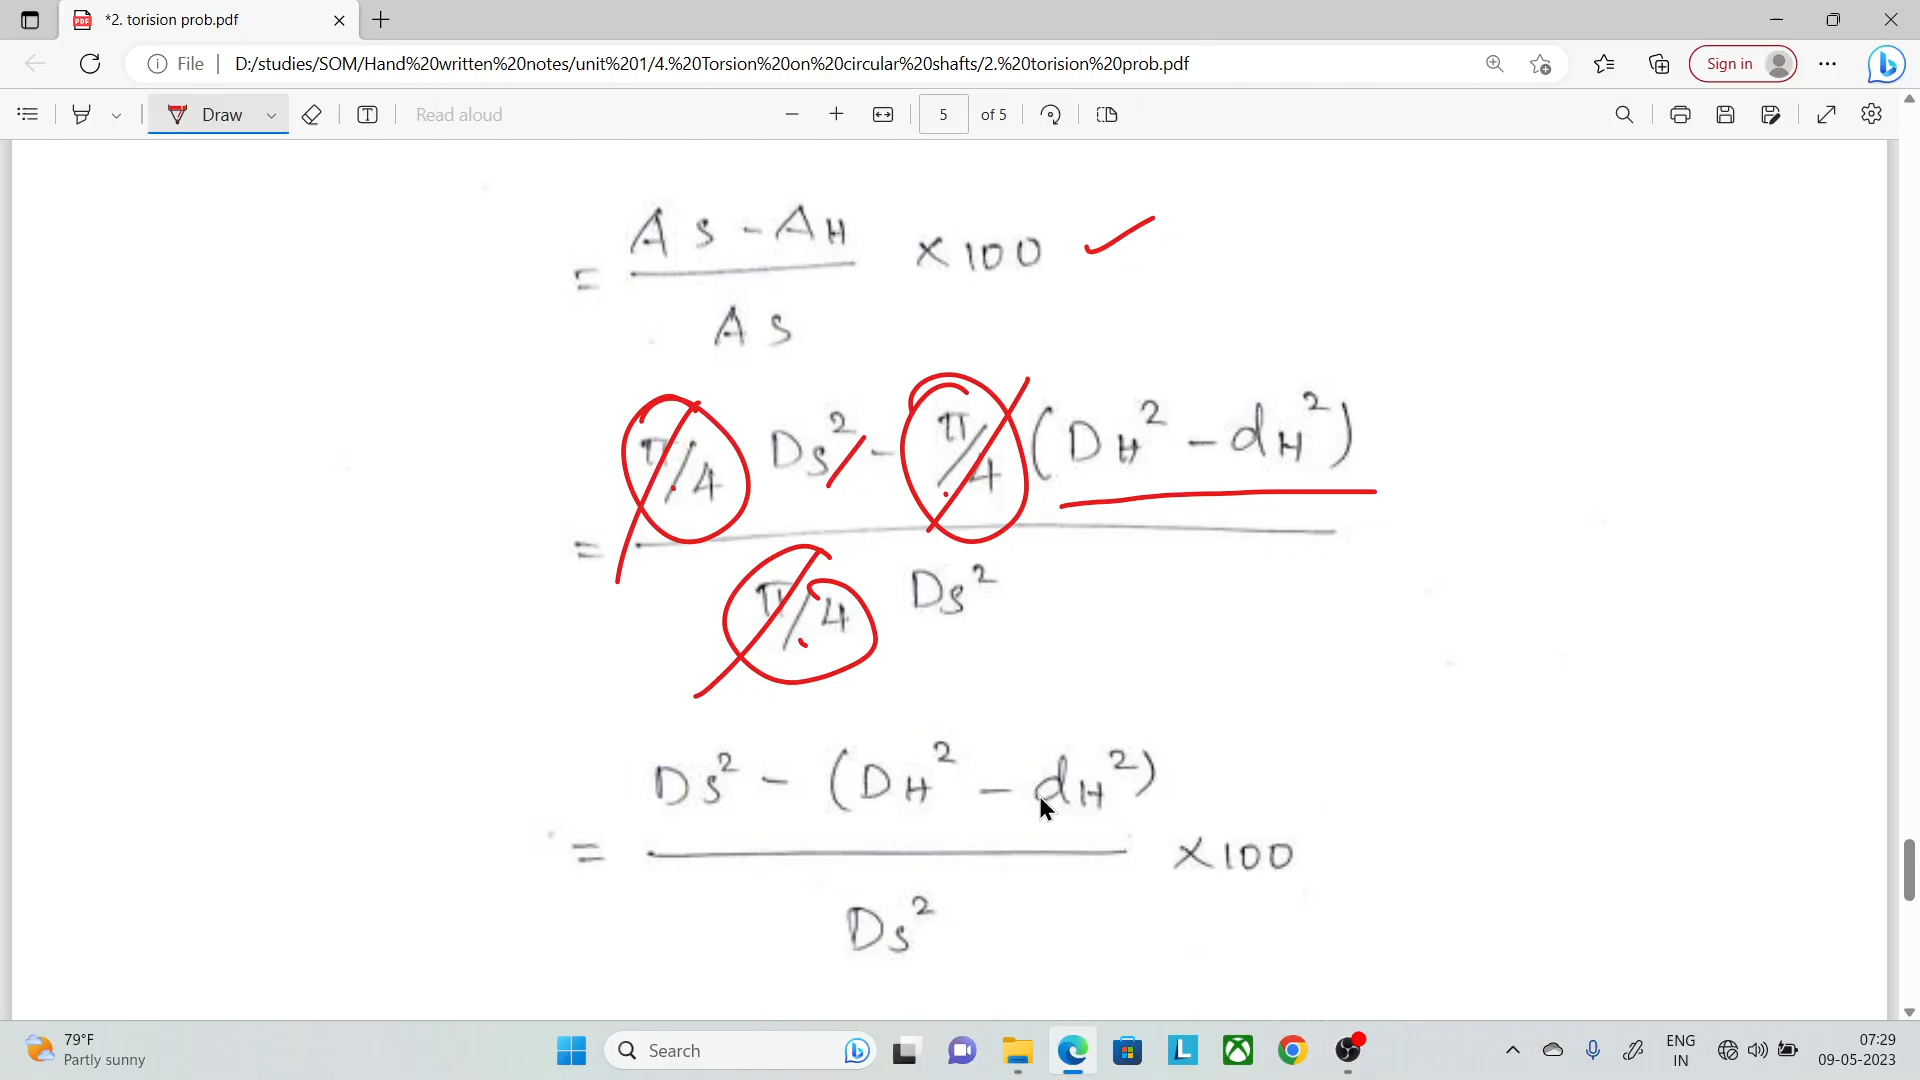 *2. torision prob.pdf
File | D:/studies/SOM/Hand%20written%20notes/unit%201/4.%20Torsion%20on%20circular%20shafts/2.%20torision%20prob.pdf
Sign in
Draw
Read aloud
5 of 5
= (As - AH) / As × 100
= (π/4 Ds² - π/4 (DH² - dH²)) / (π/4 Ds²)
= (Ds² - (DH² - dH²)) / Ds² × 100
79°F
Partly sunny
Search
ENG
IN
07:29
09-05-2023